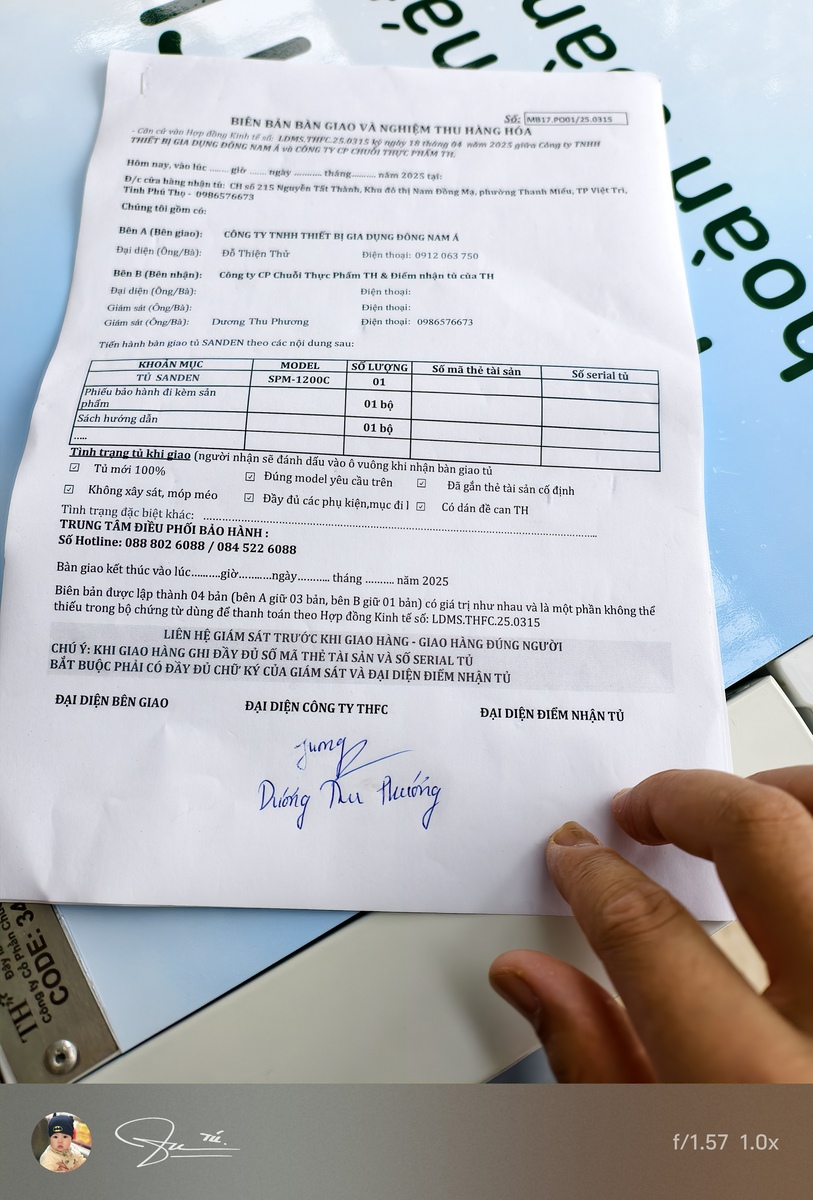 Số: MB17.PO01/25.0315
BIÊN BẢN BÀN GIAO VÀ NGHIỆM THU HÀNG HÓA
- Căn cứ vào Hợp đồng Kinh tế số: LDMS.THFC.25.0315 ký ngày 18 tháng 04 năm 2025 giữa Công ty TNHH
THIẾT BỊ GIA DỤNG ĐÔNG NAM Á và CÔNG TY CP CHUỖI THỰC PHẨM TH.
Hôm nay, vào lúc ........ giờ ...... ngày .......... tháng.......... năm 2025 tại:
Đ/c cửa hàng nhận tủ: CH số 215 Nguyễn Tất Thành, Khu đô thị Nam Đồng Mạ, phường Thanh Miếu, TP Việt Trì,
Tỉnh Phú Thọ - 0986576673
Chúng tôi gồm có:
Bên A (Bên giao): CÔNG TY TNHH THIẾT BỊ GIA DỤNG ĐÔNG NAM Á
Đại diện (Ông/Bà): Đỗ Thiện Thử Điện thoại: 0912 063 750
Bên B (Bên nhận): Công ty CP Chuỗi Thực Phẩm TH & Điểm nhận tủ của TH
Đại diện (Ông/Bà): Điện thoại:
Giám sát (Ông/Bà): Điện thoại:
Giám sát (Ông/Bà): Dương Thu Phương Điện thoại: 0986576673
Tiến hành bàn giao tủ SANDEN theo các nội dung sau:
KHOẢN MỤC MODEL SỐ LƯỢNG Số mã thẻ tài sản Số serial tủ
TỦ SANDEN SPM-1200C 01
Phiếu bảo hành đi kèm sản
phẩm 01 bộ
Sách hướng dẫn 01 bộ
.....
Tình trạng tủ khi giao (người nhận sẽ đánh dấu vào ô vuông khi nhận bàn giao tủ
☑ Tủ mới 100% ☑ Đúng model yêu cầu trên ☑ Đã gắn thẻ tài sản cố định
☑ Không xây sát, móp méo ☑ Đầy đủ các phụ kiện,mục đi l ☑ Có dán đề can TH
Tình trạng đặc biệt khác: ..........................................................................................
TRUNG TÂM ĐIỀU PHỐI BẢO HÀNH :
Số Hotline: 088 802 6088 / 084 522 6088
Bàn giao kết thúc vào lúc..........giờ...........ngày........... tháng .......... năm 2025
Biên bản được lập thành 04 bản (bên A giữ 03 bản, bên B giữ 01 bản) có giá trị như nhau và là một phần không thể
thiếu trong bộ chứng từ dùng để thanh toán theo Hợp đồng Kinh tế số: LDMS.THFC.25.0315
LIÊN HỆ GIÁM SÁT TRƯỚC KHI GIAO HÀNG - GIAO HÀNG ĐÚNG NGƯỜI
CHÚ Ý: KHI GIAO HÀNG GHI ĐẦY ĐỦ SỐ MÃ THẺ TÀI SẢN VÀ SỐ SERIAL TỦ
BẮT BUỘC PHẢI CÓ ĐẦY ĐỦ CHỮ KÝ CỦA GIÁM SÁT VÀ ĐẠI DIỆN ĐIỂM NHẬN TỦ
ĐẠI DIỆN BÊN GIAO ĐẠI DIỆN CÔNG TY THFC ĐẠI DIỆN ĐIỂM NHẬN TỦ
Dương Thu Phương
TH
Công ty Cổ Phần
CODE: 34
hoàn
f/1.57 1.0x